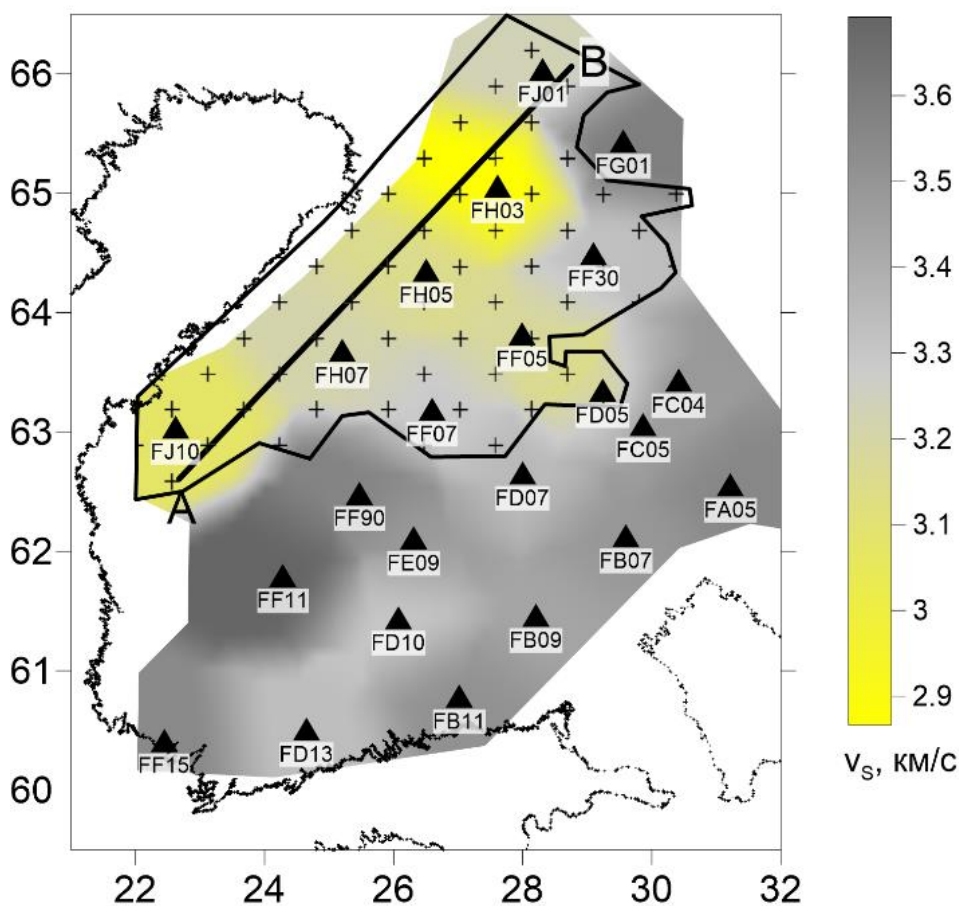 66
65
64
63
62
61
60
22
24
26
28
30
32
B
FJ01
FG01
FH03
FF30
FH05
FF05
FH07
FD05
FC04
FF07
FC05
FJ10
A
FD07
FA05
FF90
FE09
FB07
FF11
FD10
FB09
FB11
FF15
FD13
3.6
3.5
3.4
3.3
3.2
3.1
3
2.9
vS, км/с